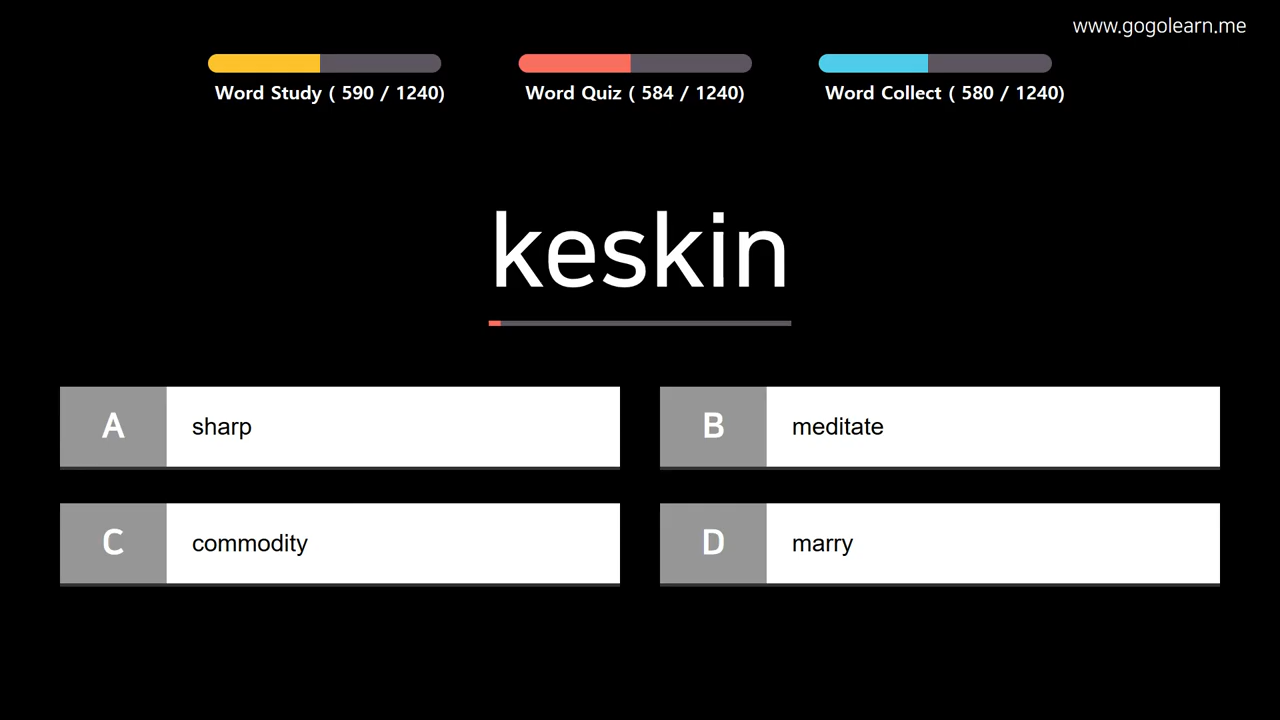 www.gogolearn.me
Word Study ( 590 / 1240)
Word Quiz ( 584 / 1240)
Word Collect ( 580 / 1240)
keskin
A sharp
B meditate
C commodity
D marry